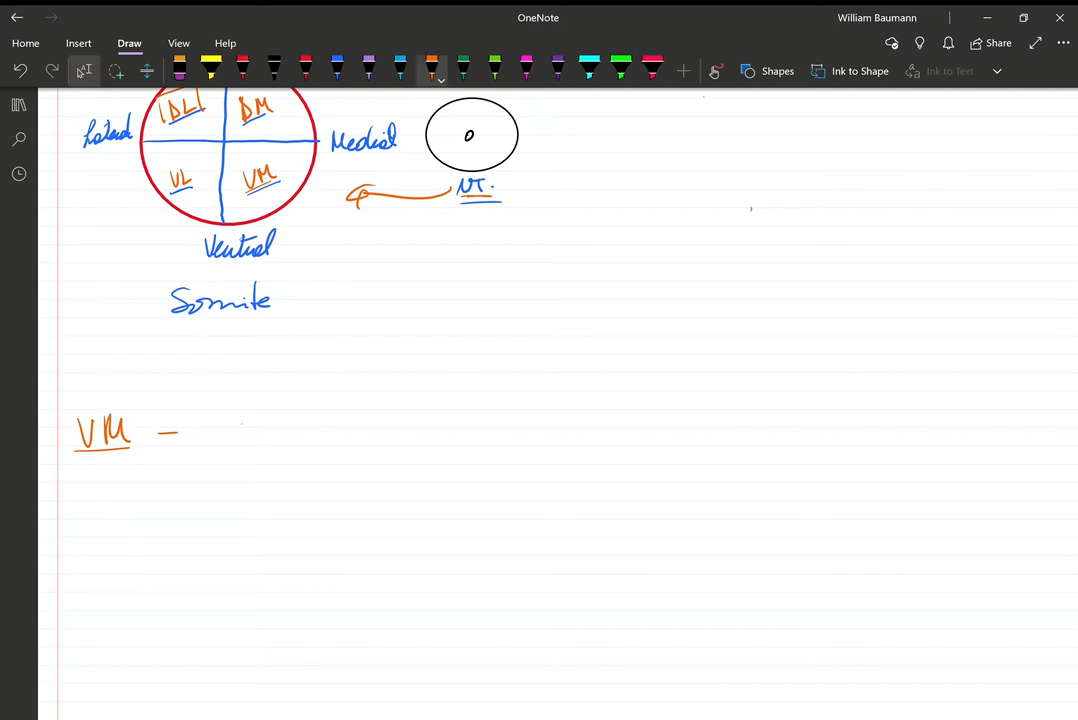 OneNote
William Baumann
Home Insert Draw View Help
Share
Shapes
Ink to Shape
Ink to Text
DL DM
Lateral
Medial
VL VM
NT.
Ventral
Somite
VM –